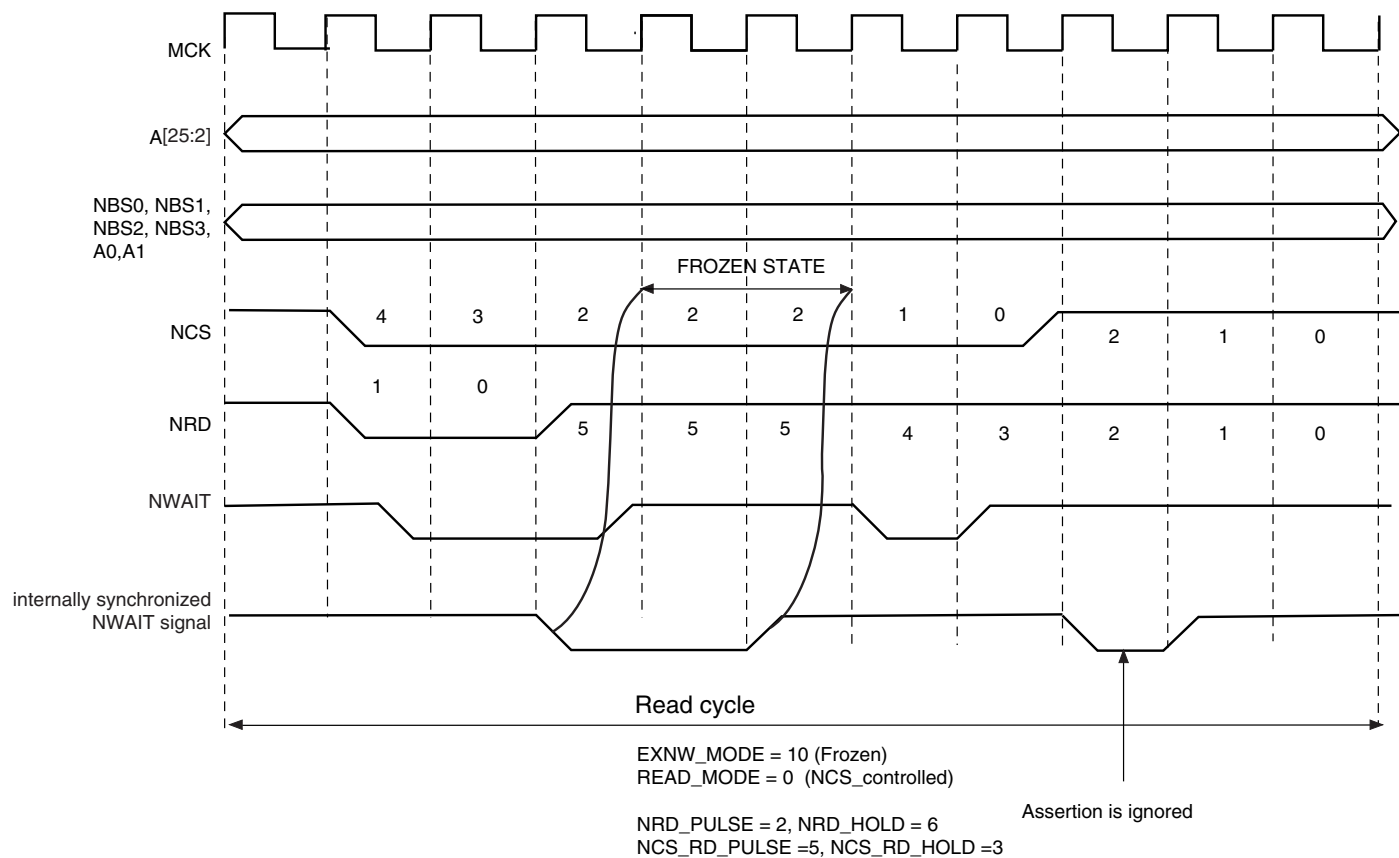 MCK
A[25:2]
NBS0, NBS1,
NBS2, NBS3,
A0,A1
FROZEN STATE
NCS
4 3 2 2 2 1 0
2 1 0
1 0
NRD
5 5 5 4 3 2 1 0
NWAIT
internally synchronized
NWAIT signal
Read cycle
EXNW_MODE = 10 (Frozen)
READ_MODE = 0 (NCS_controlled)
Assertion is ignored
NRD_PULSE = 2, NRD_HOLD = 6
NCS_RD_PULSE =5, NCS_RD_HOLD =3